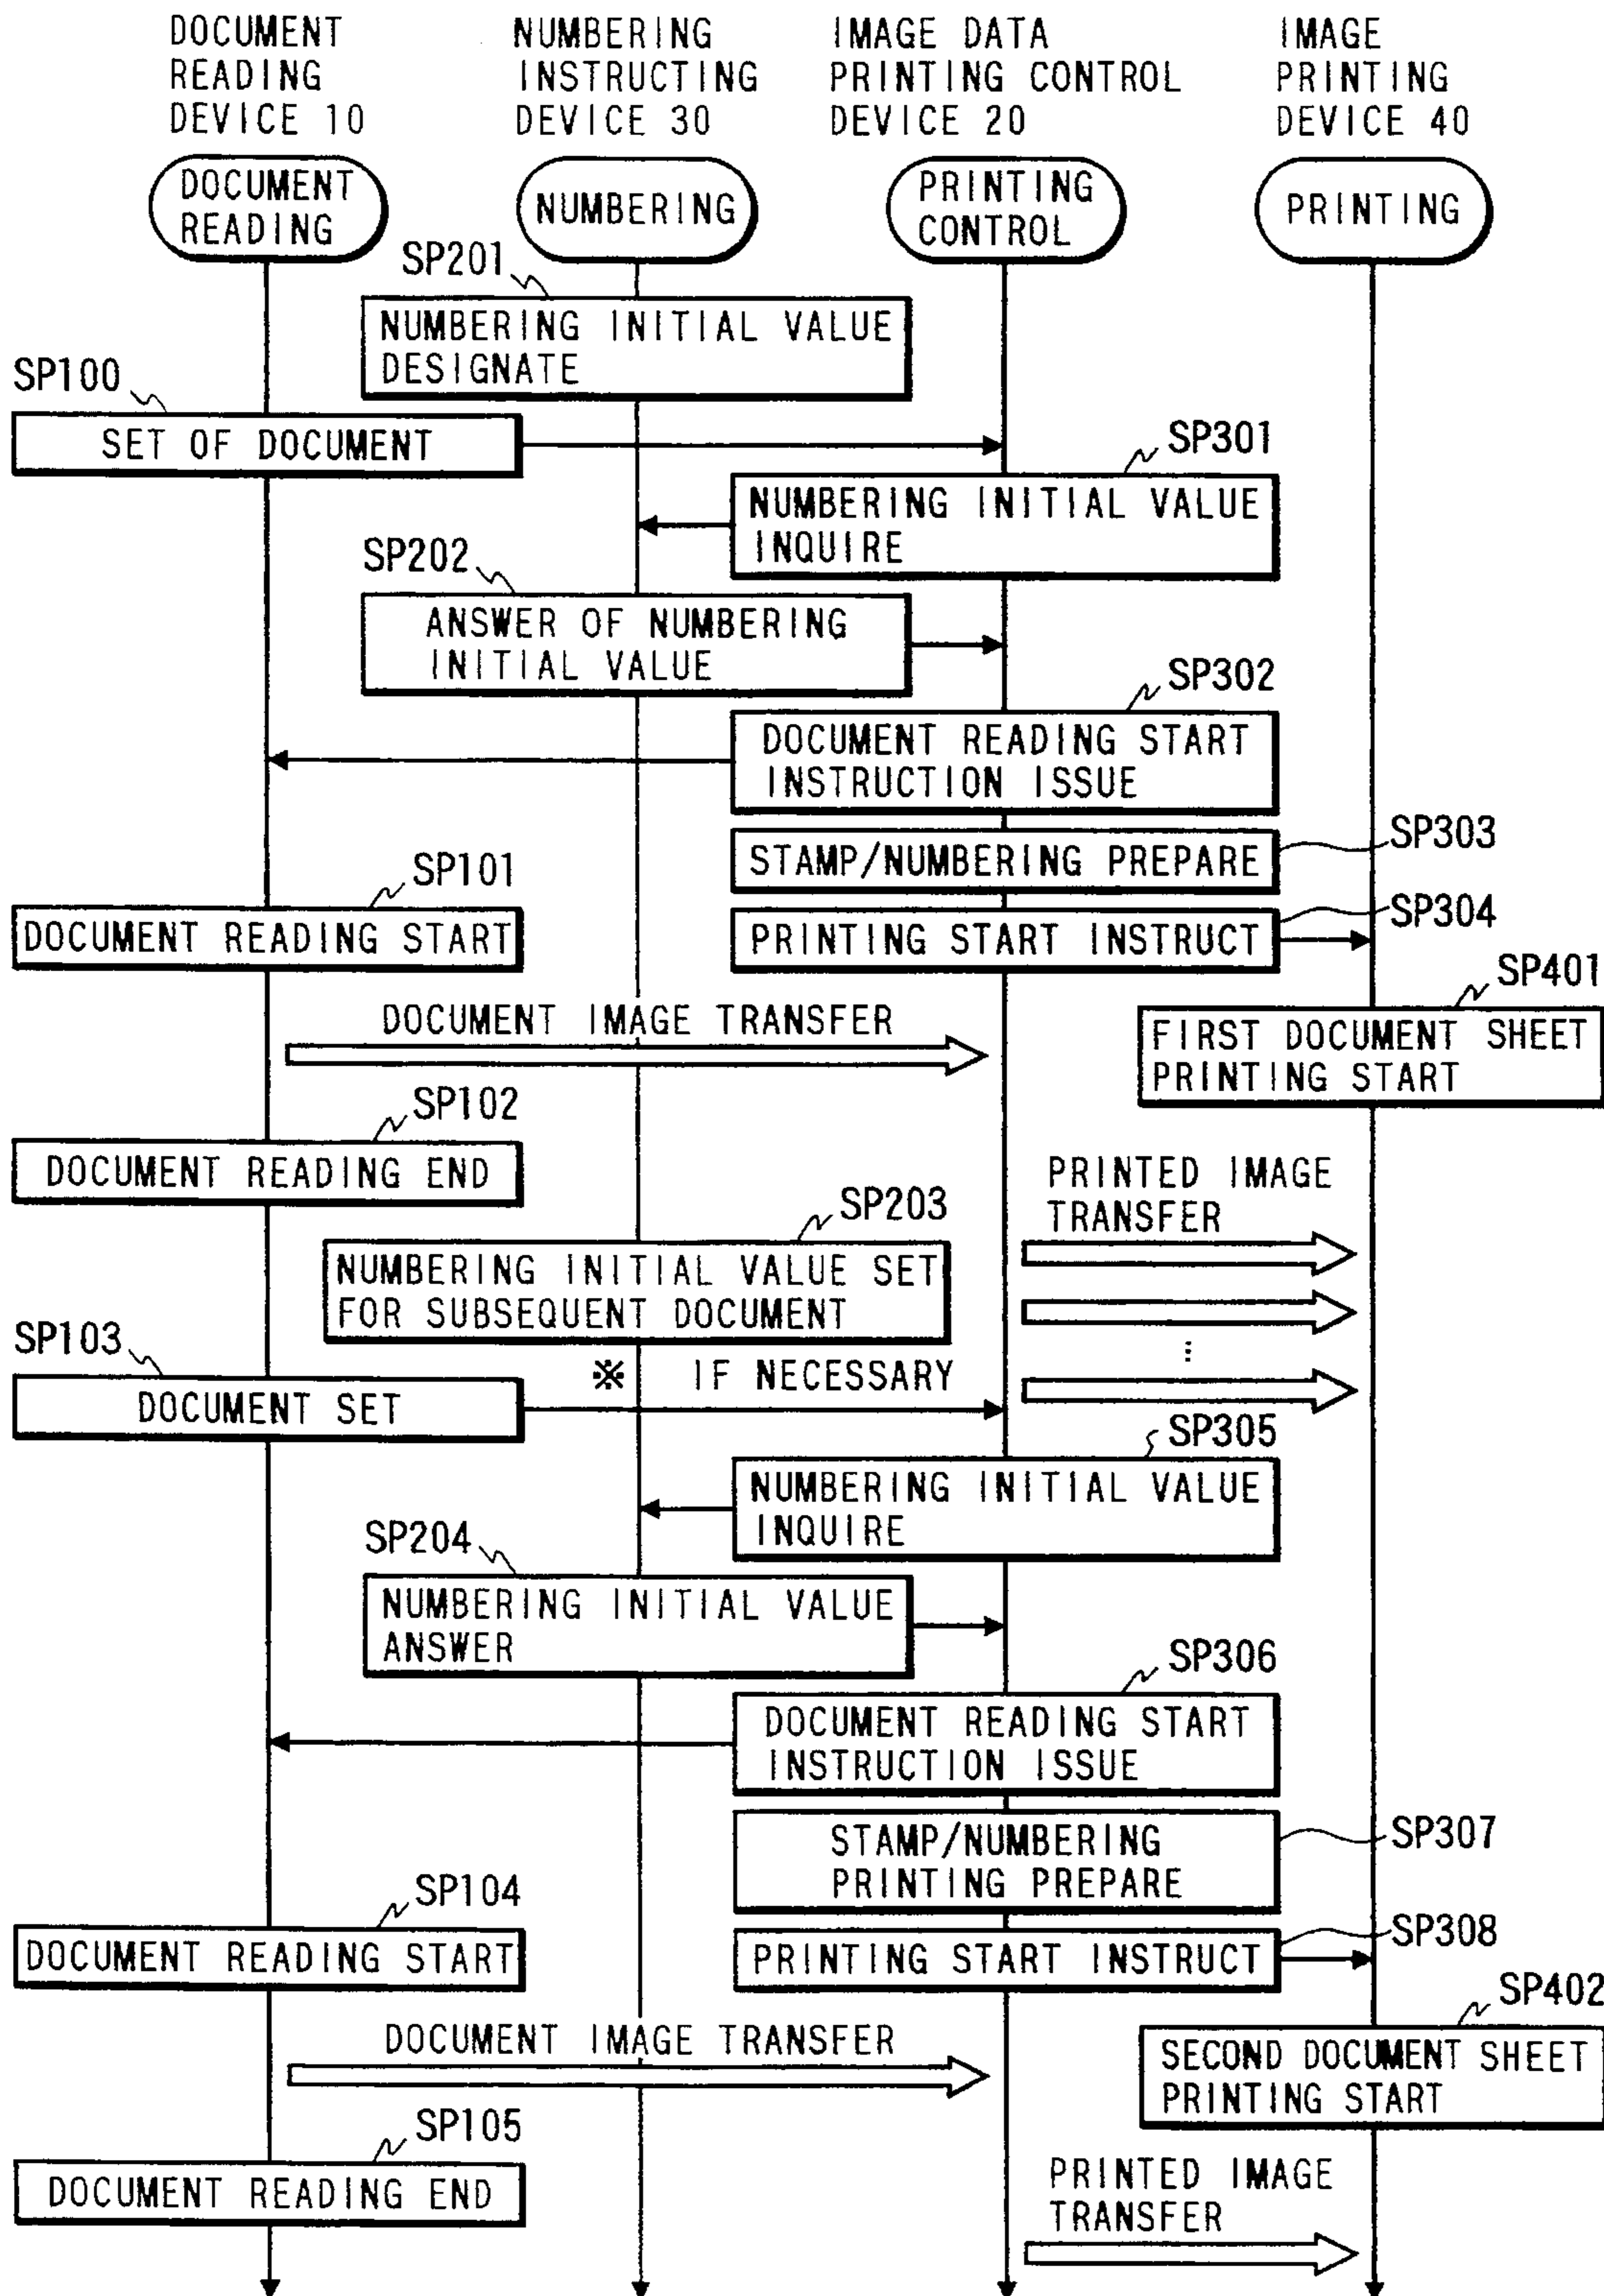 DOCUMENT
READING
DEVICE 10
NUMBERING
INSTRUCTING
DEVICE 30
IMAGE DATA
PRINTING CONTROL
DEVICE 20
IMAGE
PRINTING
DEVICE 40
DOCUMENT
READING
NUMBERING
PRINTING
CONTROL
PRINTING
SP201
NUMBERING INITIAL VALUE
DESIGNATE
SP100
SET OF DOCUMENT
SP301
NUMBERING INITIAL VALUE
INQUIRE
SP202
ANSWER OF NUMBERING
INITIAL VALUE
SP302
DOCUMENT READING START
INSTRUCTION ISSUE
STAMP/NUMBERING PREPARE
SP303
SP101
DOCUMENT READING START
PRINTING START INSTRUCT
SP304
SP401
FIRST DOCUMENT SHEET
PRINTING START
DOCUMENT IMAGE TRANSFER
SP102
DOCUMENT READING END
PRINTED IMAGE
TRANSFER
SP203
NUMBERING INITIAL VALUE SET
FOR SUBSEQUENT DOCUMENT
※ IF NECESSARY
...
SP103
DOCUMENT SET
SP305
NUMBERING INITIAL VALUE
INQUIRE
SP204
NUMBERING INITIAL VALUE
ANSWER
SP306
DOCUMENT READING START
INSTRUCTION ISSUE
STAMP/NUMBERING
PRINTING PREPARE
SP307
SP104
DOCUMENT READING START
PRINTING START INSTRUCT
SP308
SP402
SECOND DOCUMENT SHEET
PRINTING START
DOCUMENT IMAGE TRANSFER
SP105
DOCUMENT READING END
PRINTED IMAGE
TRANSFER